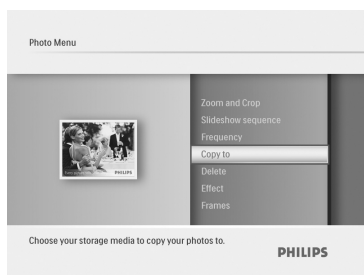 Photo Menu
Zoom and Crop
Slideshow sequence
Frequency
Copy to
Delete
Effect
Frames
PHILIPS
Choose your storage media to copy your photos to.
PHILIPS